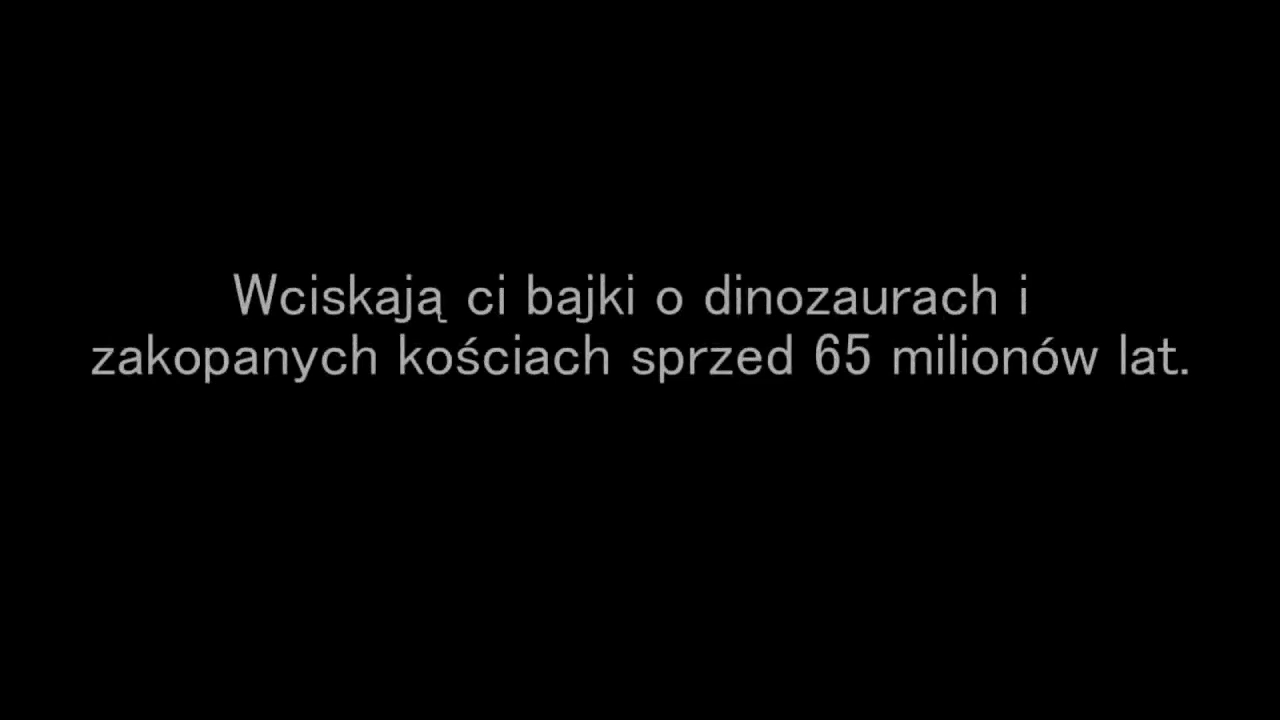 Wciskają ci bajki o dinozaurach i
zakopanych kościach sprzed 65 milionów lat.